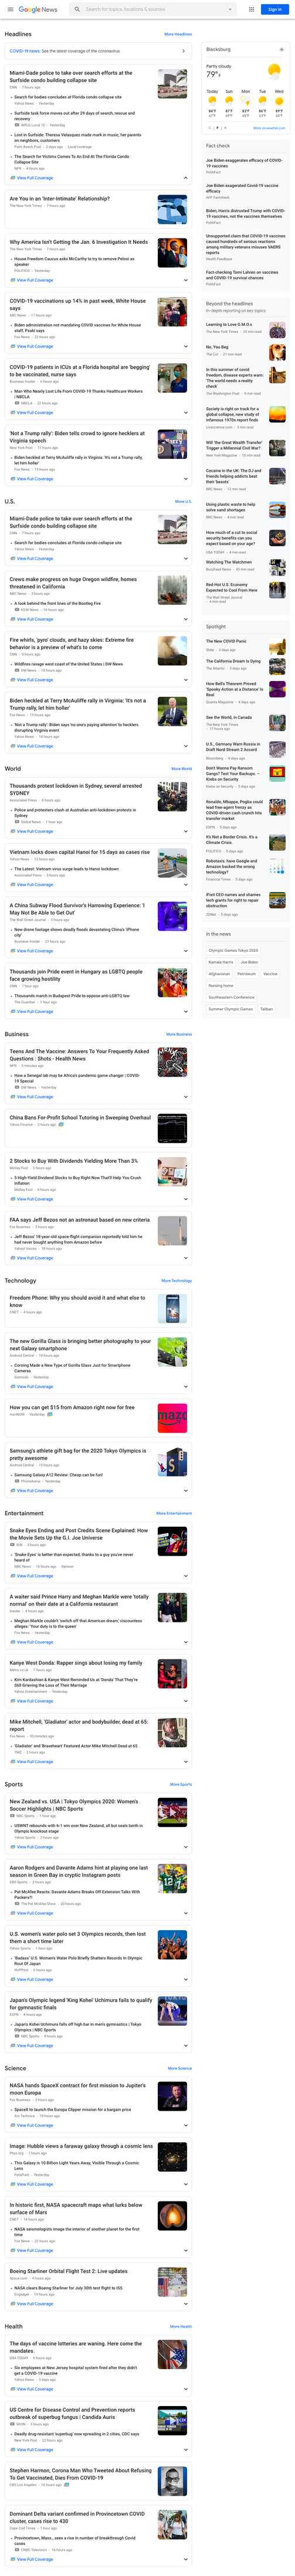 Google News
Search for topics, locations & sources
Sign in
Headlines
More Headlines
COVID-19 news: See the latest coverage of the coronavirus
Miami-Dade police to take over search efforts at the
Surfside condo building collapse site
CNN · 7 hours ago
Search for bodies concludes at Florida condo collapse site
Yahoo News · Yesterday
Surfside task force moves out after 29 days of search, rescue and
recovery
WPLG Local 10 · Yesterday
Lost in Surfside: Theresa Velasquez made mark in music, her parents
an neighbors, customers
Palm Beach Post · 3 days ago · Local coverage
The Search for Victims Comes To An End At The Florida Condo
Collapse Site
NPR · 8 hours ago
View Full Coverage
Are You in an 'Inter-Intimate' Relationship?
The New York Times · 7 hours ago
Why America Isn't Getting the Jan. 6 Investigation It Needs
The New York Times · 7 hours ago
House Freedom Caucus asks McCarthy to try to remove Pelosi as
speaker
POLITICO · Yesterday
View Full Coverage
COVID-19 vaccinations up 14% in past week, White House
says
ABC News · 17 hours ago
Biden administration not mandating COVID vaccines for White House
staff, Psaki says
Fox News · 22 hours ago
View Full Coverage
COVID-19 patients in ICUs at a Florida hospital are 'begging'
to be vaccinated, nurse says
Business Insider · 6 hours ago
Man Who Nearly Lost Life From COVID-19 Thanks Healthcare Workers
| NBCLA
NBCLA · 22 hours ago
View Full Coverage
'Not a Trump rally': Biden tells crowd to ignore hecklers at
Virginia speech
New York Post · 11 hours ago
Biden heckled at Terry McAuliffe rally in Virginia: 'It's not a Trump rally,
let him holler'
Fox News · 13 hours ago
View Full Coverage
U.S.
More U.S.
Miami-Dade police to take over search efforts at the
Surfside condo building collapse site
CNN · 7 hours ago
Search for bodies concludes at Florida condo collapse site
Yahoo News · Yesterday
View Full Coverage
Crews make progress on huge Oregon wildfire, homes
threatened in California
NBC News · 3 hours ago
A look behind the front lines of the Bootleg Fire
KGW News · 16 hours ago
View Full Coverage
Fire whirls, 'pyro' clouds, and hazy skies: Extreme fire
behavior is a preview of what's to come
CNN · 9 hours ago
Wildfires ravage west coast of the United States | DW News
DW News · 19 hours ago
View Full Coverage
Biden heckled at Terry McAuliffe rally in Virginia: 'It's not a
Trump rally, let him holler'
Fox News · 13 hours ago
'Not a Trump rally': Biden says 'no one's paying attention' to hecklers
disrupting Virginia event
Yahoo News · 14 hours ago
View Full Coverage
World
More World
Thousands protest lockdown in Sydney, several arrested
SYDNEY
Associated Press · 8 hours ago
Police and protesters clash at Australian anti-lockdown protests in
Sydney
Global News · 1 hour ago
View Full Coverage
Vietnam locks down capital Hanoi for 15 days as cases rise
Yahoo News · 12 hours ago
The Latest: Vietnam virus surge leads to Hanoi lockdown
Associated Press · 4 hours ago
View Full Coverage
A China Subway Flood Survivor's Harrowing Experience: 'I
May Not Be Able to Get Out'
The Wall Street Journal · 3 hours ago
New drone footage shows deadly floods devastating China's 'iPhone
city'
Business Insider · 22 hours ago
View Full Coverage
Thousands join Pride event in Hungary as LGBTQ people
face growing hostility
CNN · 1 hour ago
Thousands march in Budapest Pride to oppose anti-LGBTQ law
The Guardian · 1 hour ago
View Full Coverage
Business
More Business
Teens And The Vaccine: Answers To Your Frequently Asked
Questions : Shots - Health News
NPR · 5 minutes ago
How a Senegal lab may be Africa's pandemic game changer | COVID-
19 Special
DW News · Yesterday
View Full Coverage
China Bans For-Profit School Tutoring in Sweeping Overhaul
Yahoo Finance · 3 hours ago
2 Stocks to Buy With Dividends Yielding More Than 3%
Motley Fool · 5 hours ago
5 High-Yield Dividend Stocks to Buy Right Now That'll Help You Crush
Inflation
Motley Fool · 6 hours ago
View Full Coverage
FAA says Jeff Bezos not an astronaut based on new criteria
Fox Business · 5 hours ago
Jeff Bezos' 18-year-old space-flight companion reportedly told him he
had never bought anything from Amazon before
Yahoo! Voices · 18 hours ago
View Full Coverage
Technology
More Technology
Freedom Phone: Why you should avoid it and what else to
know
CNET · 4 hours ago
The new Gorilla Glass is bringing better photography to your
next Galaxy smartphone
Android Central · 19 hours ago
Corning Made a New Type of Gorilla Glass Just for Smartphone
Cameras
Gizmodo · Yesterday
View Full Coverage
How you can get $15 from Amazon right now for free
9to5NOW · Yesterday
Samsung's athlete gift bag for the 2020 Tokyo Olympics is
pretty awesome
Android Central · 15 hours ago
Samsung Galaxy A12 Review: Cheap can be fun!
PhoneArena · Yesterday
View Full Coverage
Entertainment
More Entertainment
Snake Eyes Ending and Post Credits Scene Explained: How
the Movie Sets Up the G.I. Joe Universe
IGN · 3 hours ago
'Snake Eyes' is better than expected, thanks to a guy you've never
heard of
NBC News · 16 hours ago · Opinion
View Full Coverage
A waiter said Prince Harry and Meghan Markle were 'totally
normal' on their date at a California restaurant
Insider · 4 hours ago
Meghan Markle couldn't 'switch off that American dream,' viscountess
alleges: 'Your duty is to the queen'
Fox News · Yesterday
View Full Coverage
Kanye West Donda: Rapper sings about losing my family
Metro.co.uk · 7 hours ago
Kim Kardashian & Kanye West Reminded Us at 'Donda' That They're
Still Grieving the Loss of Their Marriage
Yahoo Entertainment · Yesterday
View Full Coverage
Mike Mitchell, 'Gladiator' actor and bodybuilder, dead at 65:
report
Fox News · 53 minutes ago
'Gladiator' and 'Braveheart' Featured Actor Mike Mitchell Dead at 65
TMZ · 2 hours ago
View Full Coverage
Sports
More Sports
New Zealand vs. USA | Tokyo Olympics 2020: Women's
Soccer Highlights | NBC Sports
NBC Sports · 1 hour ago
USWNT rebounds with 6-1 win over New Zealand, all but seals berth in
Olympic knockout stage
Yahoo Sports · 2 hours ago
View Full Coverage
Aaron Rodgers and Davante Adams hint at playing one last
season in Green Bay in cryptic Instagram posts
CBS Sports · 2 hours ago
Pat McAfee Reacts: Davante Adams Breaks Off Extension Talks With
Packers?!
The Pat McAfee Show · 20 hours ago
View Full Coverage
U.S. women's water polo set 3 Olympics records, then lost
them a short time later
Yahoo Sports · 1 hour ago
'Badass' U.S. Women's Water Polo Briefly Shatters Records In Olympic
Rout Of Japan
HuffPost · 4 hours ago
View Full Coverage
Japan's Olympic legend 'King Kohei' Uchimura fails to qualify
for gymnastic finals
ESPN · 4 hours ago
Japan's Kohei Uchimura falls off high bar in men's gymnastics | Tokyo
Olympics | NBC Sports
NBC Sports · 8 hours ago
View Full Coverage
Science
More Science
NASA hands SpaceX contract for first mission to Jupiter's
moon Europa
Fox Business · 3 hours ago
SpaceX to launch the Europa Clipper mission for a bargain price
Ars Technica · 19 hours ago
View Full Coverage
Image: Hubble views a faraway galaxy through a cosmic lens
Phys.org · 7 hours ago
This Galaxy is 10 Billion Light Years Away, Visible Through a Cosmic
Lens
PetaPixel · Yesterday
View Full Coverage
In historic first, NASA spacecraft maps what lurks below
surface of Mars
CNET · 14 hours ago
NASA seismologists image the interior of another planet for the first
time
Fox News · 22 hours ago
View Full Coverage
Boeing Starliner Orbital Flight Test 2: Live updates
Space.com · 4 hours ago
NASA clears Boeing Starliner for July 30th test flight to ISS
Engadget · 19 hours ago
View Full Coverage
Health
More Health
The days of vaccine lotteries are waning. Here come the
mandates.
USA TODAY · 6 hours ago
Six employees at New Jersey hospital system fired after they didn't
get a COVID-19 vaccine
Yahoo News · 3 days ago
View Full Coverage
US Centre for Disease Control and Prevention reports
outbreak of superbug fungus | Candida Auris
WION · 3 hours ago
Deadly drug-resistant 'superbug' now spreading in 2 cities, CDC says
New York Post · 22 hours ago
View Full Coverage
Stephen Harmon, Corona Man Who Tweeted About Refusing
To Get Vaccinated, Dies From COVID-19
CBS Los Angeles · 10 hours ago
Dominant Delta variant confirmed in Provincetown COVID
cluster, cases rise to 430
Cape Cod Times · 1 hour ago
Provincetown, Mass., sees a rise in number of breakthrough Covid
cases
CNBC Television · 19 hours ago
View Full Coverage
Blacksburg
Partly cloudy
79°F
Today Sun Mon Tue Wed
C | F | K
More on weather.com
Fact check
Joe Biden exaggerates efficacy of COVID-
19 vaccines
PolitiFact
Joe Biden exaggerated Covid-19 vaccine
efficacy
AFP Factcheck
Biden, Harris distrusted Trump with COVID-
19 vaccines, not the vaccines themselves
PolitiFact
Unsupported claim that COVID-19 vaccines
caused hundreds of serious reactions
among military veterans misuses VAERS
reports
Health Feedback
Fact-checking Tomi Lahren on vaccines
and COVID-19 survival chances
PolitiFact
Beyond the headlines
In-depth reporting on key topics
Learning to Love G.M.O.s
The New York Times · 34 min read
No, You Beg
The Cut · 21 min read
In this summer of covid
freedom, disease experts warn:
'The world needs a reality
check'
The Washington Post · 9 min read
Society is right on track for a
global collapse, new study of
infamous 1970s report finds
Livescience.com · 3 min read
Will 'the Great Wealth Transfer'
Trigger a Millennial Civil War?
New York Magazine · 15 min read
Cocaine in the UK: The DJ and
friends helping addicts beat
their 'beasts'
BBC News · 12 min read
Using plastic waste to help
solve sand shortages
BBC News · 4 min read
How much of a cut to social
security benefits can you
expect based on your age?
USA TODAY · 4 min read
Watching The Watchmen
BuzzFeed News · 40 min read
Red-Hot U.S. Economy
Expected to Cool From Here
The Wall Street Journal
· 6 min read
Spotlight
The New COVID Panic
Slate · 3 days ago
The California Dream Is Dying
The Atlantic · 3 days ago
How Bell's Theorem Proved
'Spooky Action at a Distance' Is
Real
Quanta Magazine · 4 days ago
See the World, in Canada
The New York Times
· 17 hours ago
U.S., Germany Warn Russia in
Draft Nord Stream 2 Accord
Bloomberg · 4 days ago
Don't Wanna Pay Ransom
Gangs? Test Your Backups. –
Krebs on Security
Krebs on Security · 5 days ago
Ronaldo, Mbappe, Pogba could
lead free-agent frenzy as
COVID-driven cash crunch hits
transfer market
ESPN · 5 days ago
It's Not a Border Crisis. It's a
Climate Crisis.
POLITICO · 5 days ago
Robotaxis: have Google and
Amazon backed the wrong
technology?
Financial Times · 5 days ago
iFixit CEO names and shames
tech giants for right to repair
obstruction
ZDNet · 5 days ago
In the news
Olympic Games Tokyo 2020
Kamala Harris
Joe Biden
Afghanistan
Petroleum
Vaccine
Nursing home
Southeastern Conference
Summer Olympic Games
Taliban